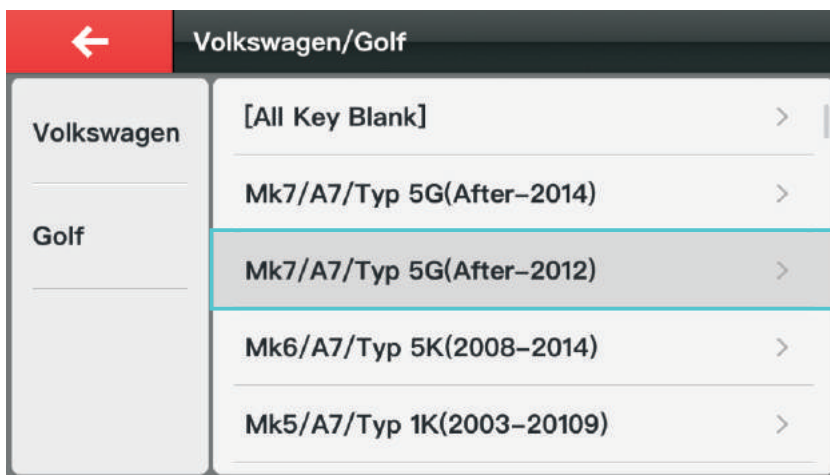 Volkswagen/Golf
Volkswagen
Golf
[All Key Blank]
Mk7/A7/Typ 5G(After-2014)
Mk7/A7/Typ 5G(After-2012)
Mk6/A7/Typ 5K(2008-2014)
Mk5/A7/Typ 1K(2003-20109)